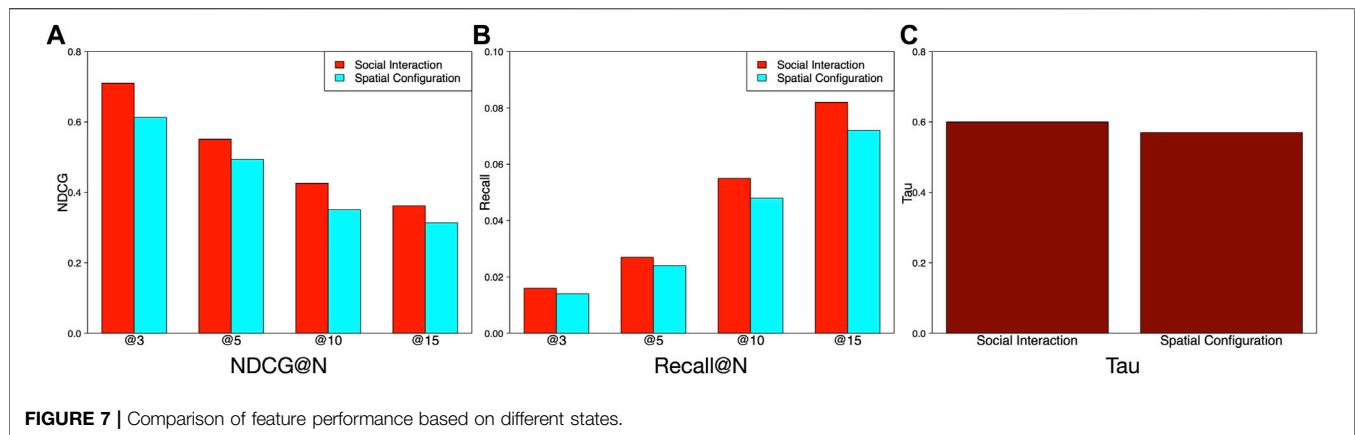 A
0.8
0.6
0.4
0.2
0.0
NDCG
Social Interaction
Spatial Configuration
@3 @5 @10 @15
NDCG@N
B
0.10
0.08
0.06
0.04
0.02
0.00
Recall
Social Interaction
Spatial Configuration
@3 @5 @10 @15
Recall@N
C
0.8
0.6
0.4
0.2
0.0
Tau
Social Interaction Spatial Configuration
Tau
FIGURE 7 | Comparison of feature performance based on different states.